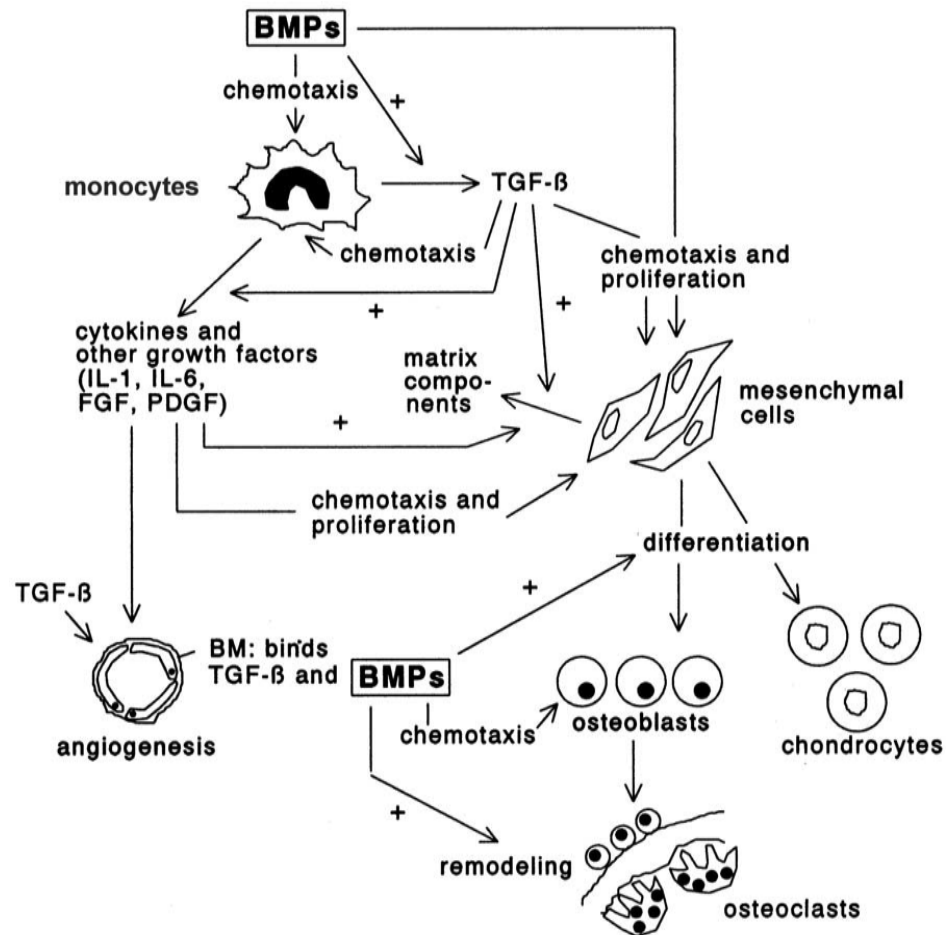 BMPs
chemotaxis
+
monocytes
TGF-ß
chemotaxis
chemotaxis and
proliferation
+
+
cytokines and
other growth factors
(IL-1, IL-6,
FGF, PDGF)
matrix
compo-
nents
mesenchymal
cells
+
chemotaxis and
proliferation
differentiation
+
TGF-ß
BM: binds
TGF-ß and
BMPs
angiogenesis
chemotaxis
osteoblasts
chondrocytes
+
remodeling
osteoclasts